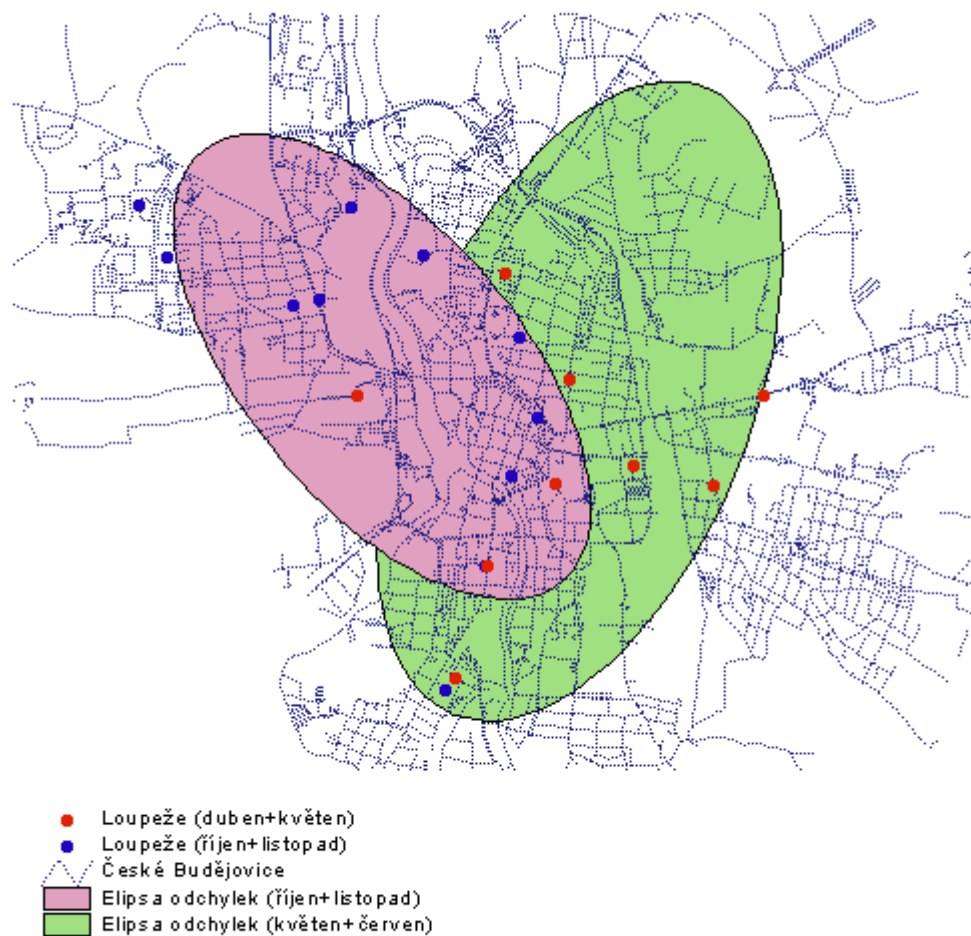 Loupeže (duben+květen)
Loupeže (říjen+listopad)
České Budějovice
Elipsa odchylek (říjen+listopad)
Elipsa odchylek (květen+červen)